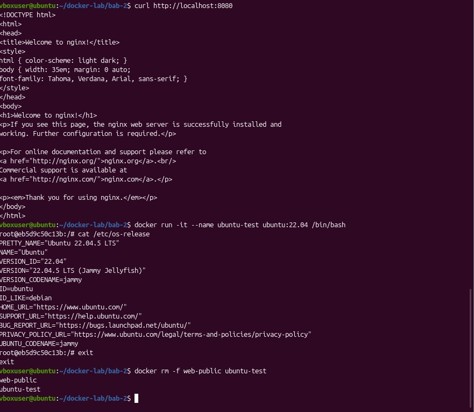 vboxuser@ubuntu:~/docker-lab/bab-2$ curl http://localhost:8080
<!DOCTYPE html>
<html>
<head>
<title>Welcome to nginx!</title>
<style>
html { color-scheme: light dark; }
body { width: 35em; margin: 0 auto;
font-family: Tahoma, Verdana, Arial, sans-serif; }
</style>
</head>
<body>
<h1>Welcome to nginx!</h1>
<p>If you see this page, the nginx web server is successfully installed and
working. Further configuration is required.</p>

<p>For online documentation and support please refer to
<a href="http://nginx.org/">nginx.org</a>.<br/>
Commercial support is available at
<a href="http://nginx.com/">nginx.com</a>.</p>

<p><em>Thank you for using nginx.</em></p>
</body>
</html>
vboxuser@ubuntu:~/docker-lab/bab-2$ docker run -it --name ubuntu-test ubuntu:22.04 /bin/bash
root@eb5d9c50c13b:/# cat /etc/os-release
PRETTY_NAME="Ubuntu 22.04.5 LTS"
NAME="Ubuntu"
VERSION_ID="22.04"
VERSION="22.04.5 LTS (Jammy Jellyfish)"
VERSION_CODENAME=jammy
ID=ubuntu
ID_LIKE=debian
HOME_URL="https://www.ubuntu.com/"
SUPPORT_URL="https://help.ubuntu.com/"
BUG_REPORT_URL="https://bugs.launchpad.net/ubuntu/"
PRIVACY_POLICY_URL="https://www.ubuntu.com/legal/terms-and-policies/privacy-policy"
UBUNTU_CODENAME=jammy
root@eb5d9c50c13b:/# exit
exit
vboxuser@ubuntu:~/docker-lab/bab-2$ docker rm -f web-public ubuntu-test
web-public
ubuntu-test
vboxuser@ubuntu:~/docker-lab/bab-2$